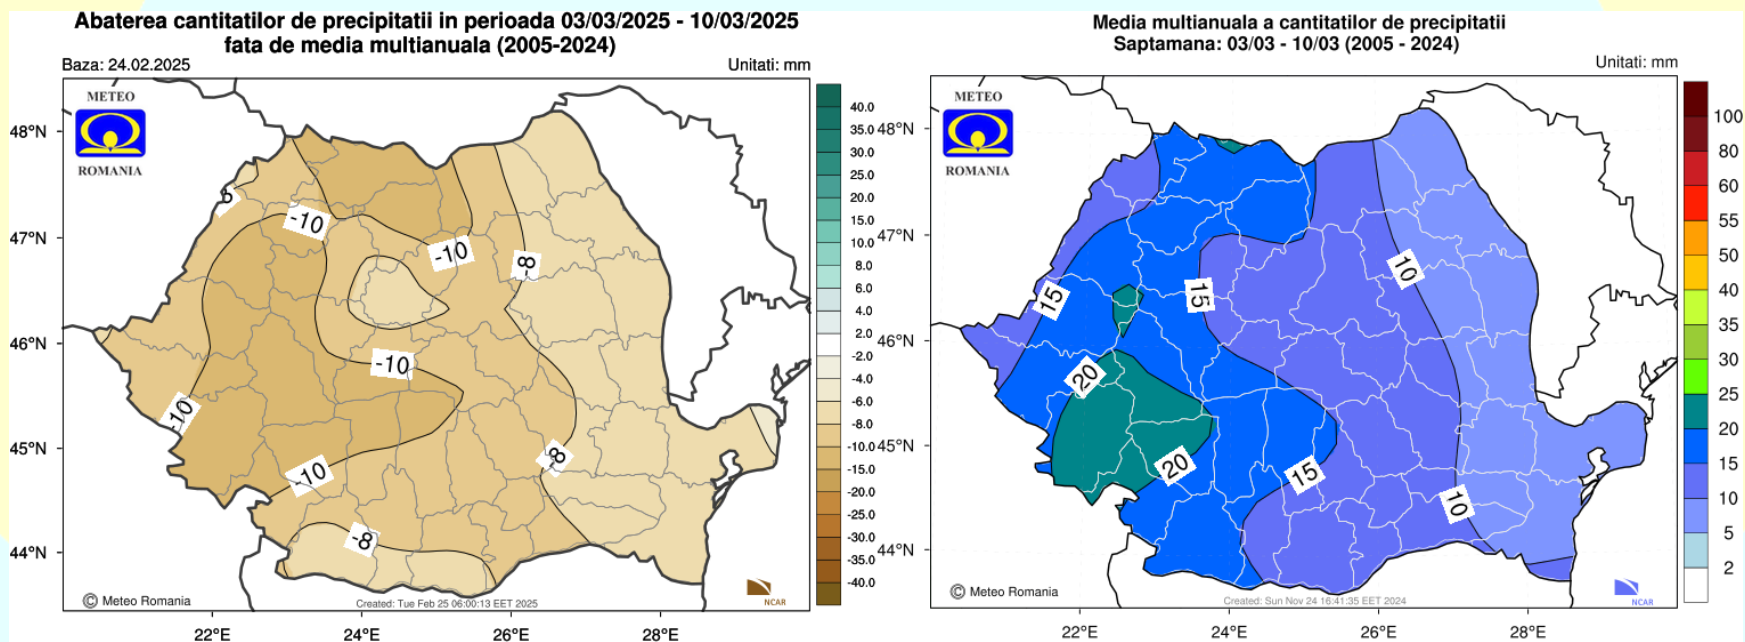 Abaterea cantitatilor de precipitatii in perioada 03/03/2025 - 10/03/2025
fata de media multianuala (2005-2024)
Baza: 24.02.2025
Unitati: mm
METEO
ROMANIA
48°N
47°N
46°N
45°N
44°N
-10
-10
-8
-10
-10
-10
-8
-8
40.0
35.0
30.0
25.0
20.0
15.0
10.0
8.0
6.0
4.0
2.0
-2.0
-4.0
-6.0
-8.0
-10.0
-15.0
-20.0
-25.0
-30.0
-35.0
-40.0
© Meteo Romania
Created: Tue Feb 25 06:00:13 EET 2025
NCAR
22°E
24°E
26°E
28°E
Media multianuala a cantitatilor de precipitatii
Saptamana: 03/03 - 10/03 (2005 - 2024)
Unitati: mm
METEO
ROMANIA
48°N
47°N
46°N
45°N
44°N
10
15
15
20
20
15
10
100
80
60
55
50
40
35
30
25
20
15
10
5
2
© Meteo Romania
Created: Sun Nov 24 16:41:35 EET 2024
NCAR
22°E
24°E
26°E
28°E